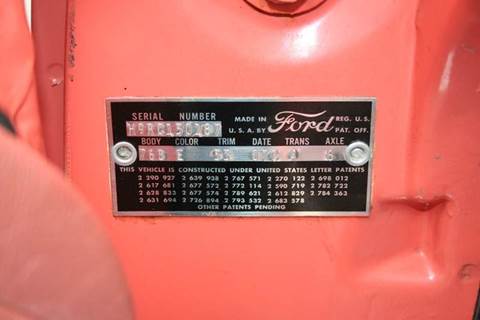 SERIAL NUMBER MADE IN Ford REG. U.S.
U.S.A. BY PAT. OFF.
BODY COLOR TRIM DATE TRANS AXLE
76B E
THIS VEHICLE IS CONSTRUCTED UNDER UNITED STATES LETTER PATENTS
2 290 927 2 639 938 2 767 571 2 270 122 2 698 012
2 617 681 2 677 572 2 772 114 2 590 719 2 782 722
2 628 833 2 677 574 2 789 621 2 612 829 2 784 363
2 631 694 2 726 894 2 793 532 2 683 578
OTHER PATENTS PENDING